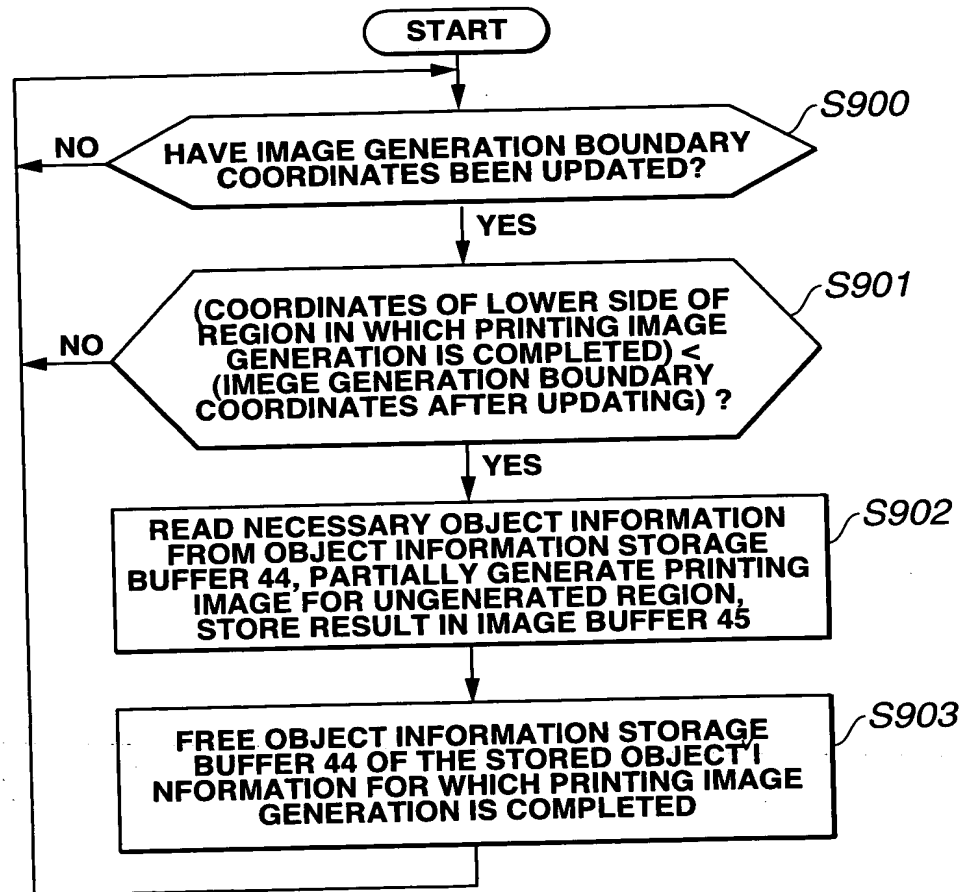 START
S900
NO
HAVE IMAGE GENERATION BOUNDARY
COORDINATES BEEN UPDATED?
YES
S901
NO
(COORDINATES OF LOWER SIDE OF
REGION IN WHICH PRINTING IMAGE
GENERATION IS COMPLETED) <
(IMEGE GENERATION BOUNDARY
COORDINATES AFTER UPDATING) ?
YES
S902
READ NECESSARY OBJECT INFORMATION
FROM OBJECT INFORMATION STORAGE
BUFFER 44, PARTIALLY GENERATE PRINTING
IMAGE FOR UNGENERATED REGION,
STORE RESULT IN IMAGE BUFFER 45
S903
FREE OBJECT INFORMATION STORAGE
BUFFER 44 OF THE STORED OBJECT I
NFORMATION FOR WHICH PRINTING IMAGE
GENERATION IS COMPLETED